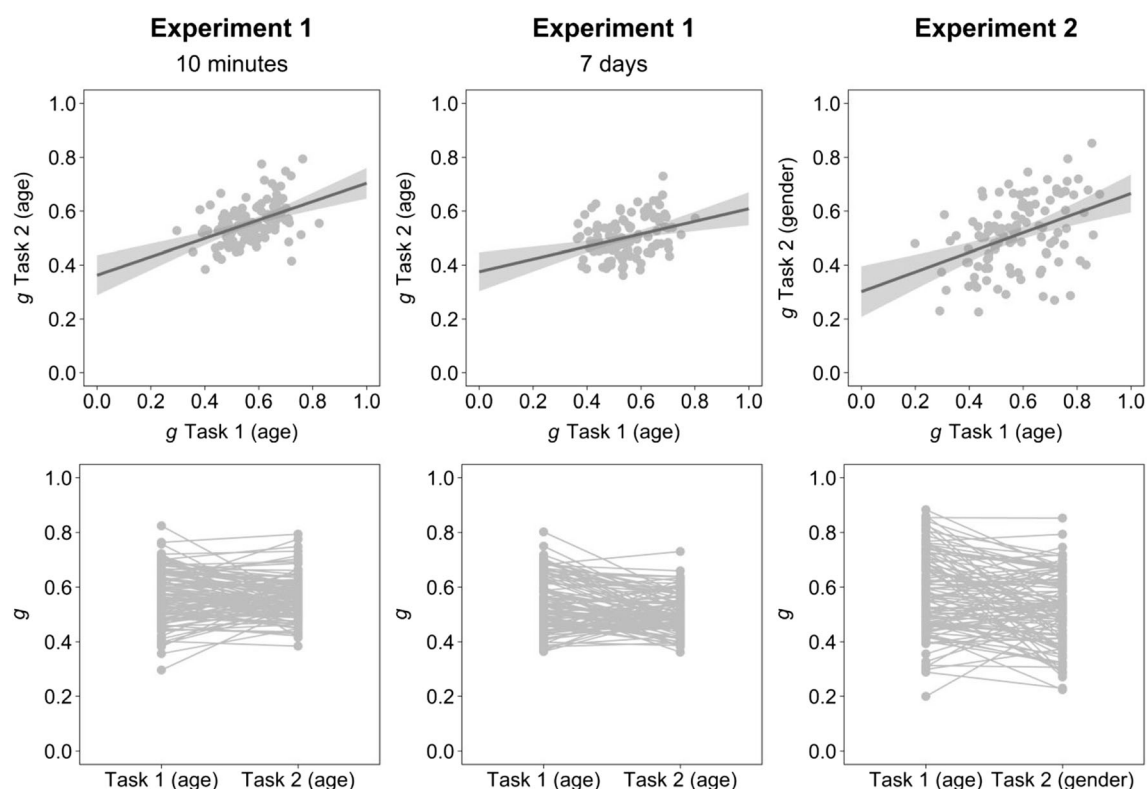 Experiment 1
10 minutes
Experiment 1
7 days
Experiment 2
g Task 2 (age)
1.0
0.8
0.6
0.4
0.2
0.0
0.0 0.2 0.4 0.6 0.8 1.0
g Task 1 (age)
g Task 2 (age)
1.0
0.8
0.6
0.4
0.2
0.0
0.0 0.2 0.4 0.6 0.8 1.0
g Task 1 (age)
g Task 2 (gender)
1.0
0.8
0.6
0.4
0.2
0.0
0.0 0.2 0.4 0.6 0.8 1.0
g Task 1 (age)
g
1.0
0.8
0.6
0.4
0.2
0.0
Task 1 (age) Task 2 (age)
g
1.0
0.8
0.6
0.4
0.2
0.0
Task 1 (age) Task 2 (age)
g
1.0
0.8
0.6
0.4
0.2
0.0
Task 1 (age) Task 2 (gender)